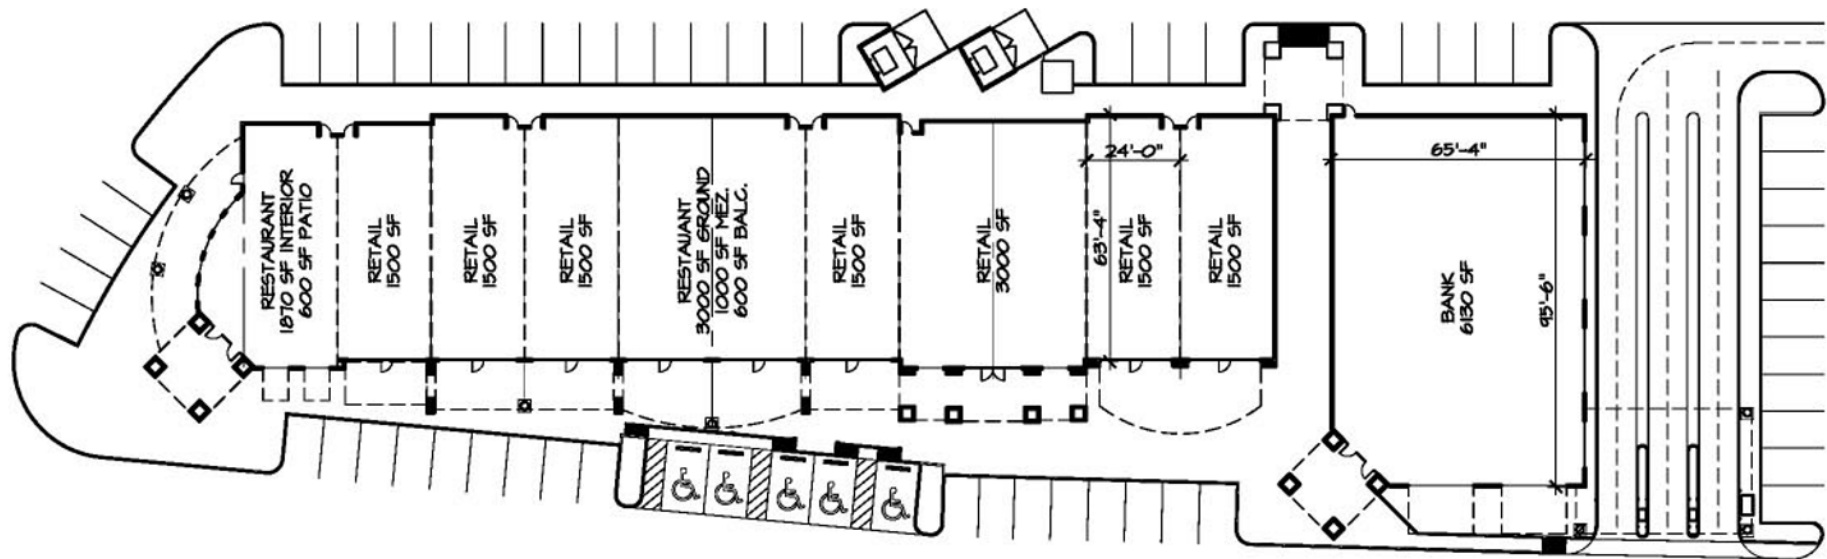 RESTAURANT
1870 SF INTERIOR
600 SF PATIO
RETAIL
1500 SF
RETAIL
1500 SF
RETAIL
1500 SF
RESTAUANT
3000 SF GROUND
1000 SF MEZ.
600 SF BALC.
RETAIL
1500 SF
RETAIL
3000 SF
24'-0"
63'-4"
RETAIL
1500 SF
RETAIL
1500 SF
65'-4"
BANK
6130 SF
95'-6"